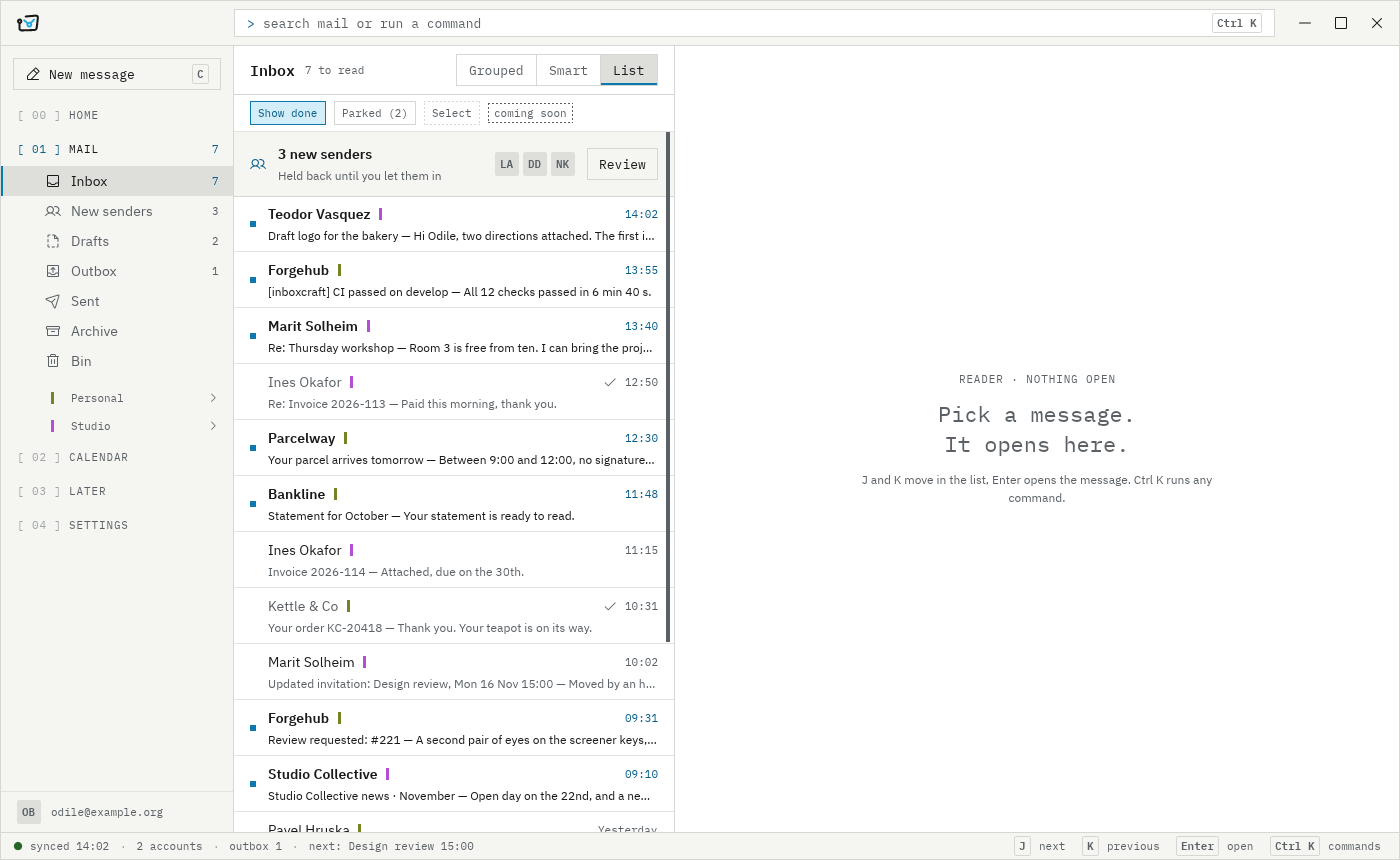 > search mail or run a command Ctrl K
New message C
[ 00 ] HOME
[ 01 ] MAIL 7
Inbox 7
New senders 3
Drafts 2
Outbox 1
Sent
Archive
Bin
Personal
Studio
[ 02 ] CALENDAR
[ 03 ] LATER
[ 04 ] SETTINGS
OB odile@example.org
Inbox 7 to read Grouped Smart List
Show done Parked (2) Select coming soon
3 new senders LA DD NK Review
Held back until you let them in
Teodor Vasquez 14:02
Draft logo for the bakery — Hi Odile, two directions attached. The first i…
Forgehub 13:55
[inboxcraft] CI passed on develop — All 12 checks passed in 6 min 40 s.
Marit Solheim 13:40
Re: Thursday workshop — Room 3 is free from ten. I can bring the proj…
Ines Okafor 12:50
Re: Invoice 2026-113 — Paid this morning, thank you.
Parcelway 12:30
Your parcel arrives tomorrow — Between 9:00 and 12:00, no signature…
Bankline 11:48
Statement for October — Your statement is ready to read.
Ines Okafor 11:15
Invoice 2026-114 — Attached, due on the 30th.
Kettle & Co 10:31
Your order KC-20418 — Thank you. Your teapot is on its way.
Marit Solheim 10:02
Updated invitation: Design review, Mon 16 Nov 15:00 — Moved by an h…
Forgehub 09:31
Review requested: #221 — A second pair of eyes on the screener keys,…
Studio Collective 09:10
Studio Collective news · November — Open day on the 22nd, and a ne…
Pavel Hruska Yesterday
READER · NOTHING OPEN
Pick a message.
It opens here.
J and K move in the list, Enter opens the message. Ctrl K runs any
command.
synced 14:02 · 2 accounts · outbox 1 · next: Design review 15:00
J next K previous Enter open Ctrl K commands